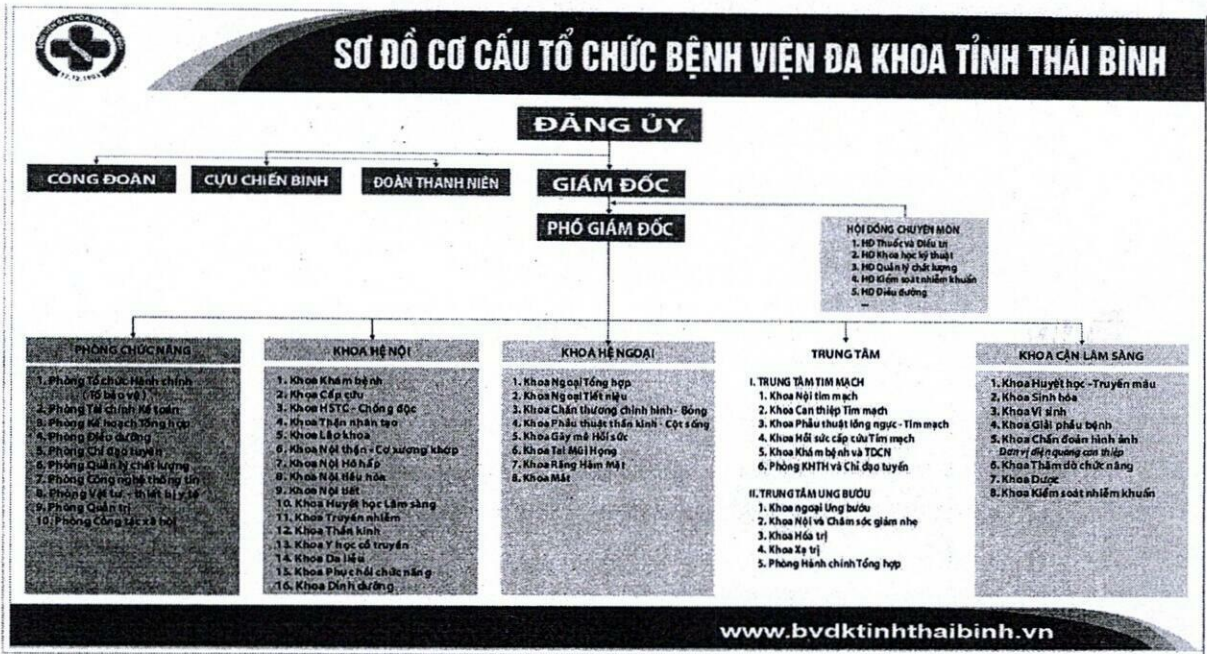 12.12.1903
SƠ ĐỒ CƠ CẤU TỔ CHỨC BỆNH VIỆN ĐA KHOA TỈNH THÁI BÌNH
ĐẢNG ỦY
CÔNG ĐOÀN
CỰU CHIẾN BINH
ĐOÀN THANH NIÊN
GIÁM ĐỐC
PHÓ GIÁM ĐỐC
HỘI ĐỒNG CHUYÊN MÔN
1. HĐ Thuốc và Điều trị
2. HĐ Khoa học kỹ thuật
3. HĐ Quản lý chất lượng
4. HĐ Kiểm soát nhiễm khuẩn
5. HĐ Điều dưỡng
...
PHÒNG CHỨC NĂNG
1. Phòng Tổ chức Hành chính
(Tổ bảo vệ)
2. Phòng Tài chính Kế toán
3. Phòng Kế hoạch Tổng hợp
4. Phòng Điều dưỡng
5. Phòng Chỉ đạo tuyến
6. Phòng Quản lý chất lượng
7. Phòng Công nghệ thông tin
8. Phòng Vật tư - thiết bị y tế
9. Phòng Quản trị
10. Phòng Công tác xã hội
KHOA HỆ NỘI
1. Khoa Khám bệnh
2. Khoa Cấp cứu
3. Khoa HSTC - Chống độc
4. Khoa Thận nhân tạo
5. Khoa Lão khoa
6. Khoa Nội thận - Cơ xương khớp
7. Khoa Nội Hô hấp
8. Khoa Nội tiêu hóa
9. Khoa Nội tiết
10. Khoa Huyết học Lâm sàng
11. Khoa Truyền nhiễm
12. Khoa Thần kinh
13. Khoa Y học cổ truyền
14. Khoa Da liễu
15. Khoa Phục hồi chức năng
16. Khoa Dinh dưỡng
KHOA HỆ NGOẠI
1. Khoa Ngoại Tổng hợp
2. Khoa Ngoại Tiết niệu
3. Khoa Chấn thương chỉnh hình - Bỏng
4. Khoa Phẫu thuật thần kinh - Cột sống
5. Khoa Gây mê Hồi sức
6. Khoa Tai Mũi Họng
7. Khoa Răng Hàm Mặt
8. Khoa Mắt
TRUNG TÂM
I. TRUNG TÂM TIM MẠCH
1. Khoa Nội tim mạch
2. Khoa Can thiệp Tim mạch
3. Khoa Phẫu thuật lồng ngực - Tim mạch
4. Khoa Hồi sức cấp cứu Tim mạch
5. Khoa Khám bệnh và TDCN
6. Phòng KHTH và Chỉ đạo tuyến
II. TRUNG TÂM UNG BƯỚU
1. Khoa ngoại Ung bướu
2. Khoa Nội và Chăm sóc giảm nhẹ
3. Khoa Hóa trị
4. Khoa Xạ trị
5. Phòng Hành chính Tổng hợp
KHOA CẬN LÂM SÀNG
1. Khoa Huyết học - Truyền máu
2. Khoa Sinh hóa
3. Khoa Vi sinh
4. Khoa Giải phẫu bệnh
5. Khoa Chẩn đoán hình ảnh
Đơn vị điện quang can thiệp
6. Khoa Thăm dò chức năng
7. Khoa Dược
8. Khoa Kiểm soát nhiễm khuẩn
www.bvdktinhthaibinh.vn